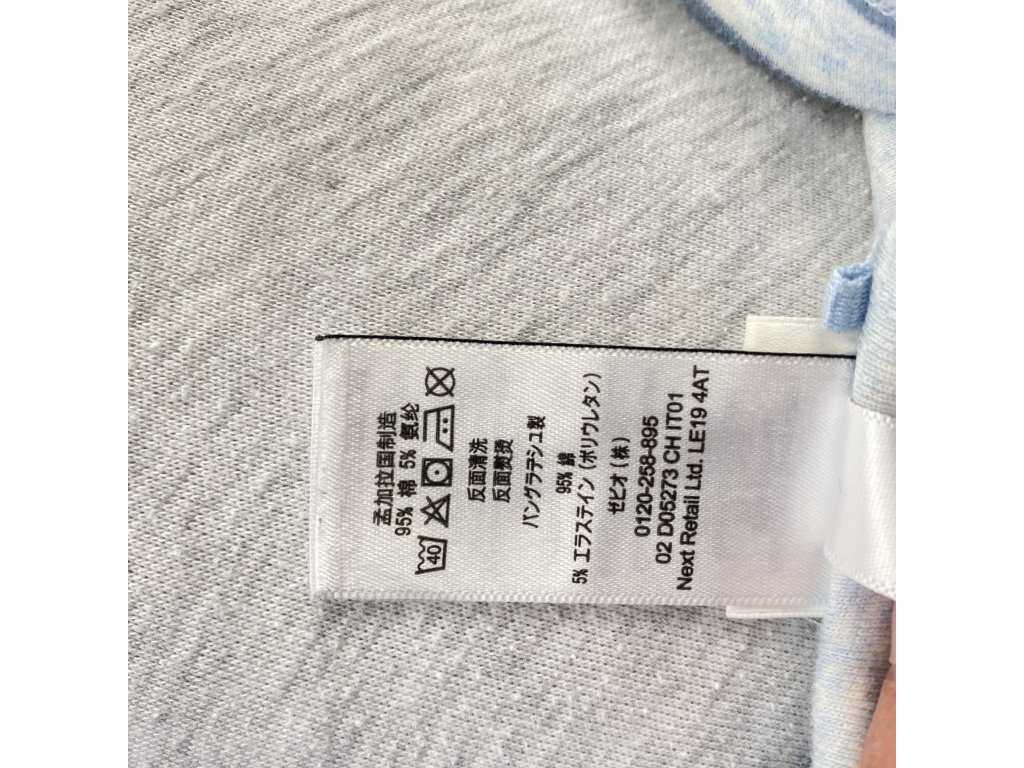 孟加拉国制造
95% 棉 5% 氨纶
40
反面清洗
反面熨烫
バングラデシュ製
95% 綿
5% エラステイン (ポリウレタン)
ゼビオ (株)
0120-258-895
02 D05273 CH IT01
Next Retail Ltd. LE19 4AT